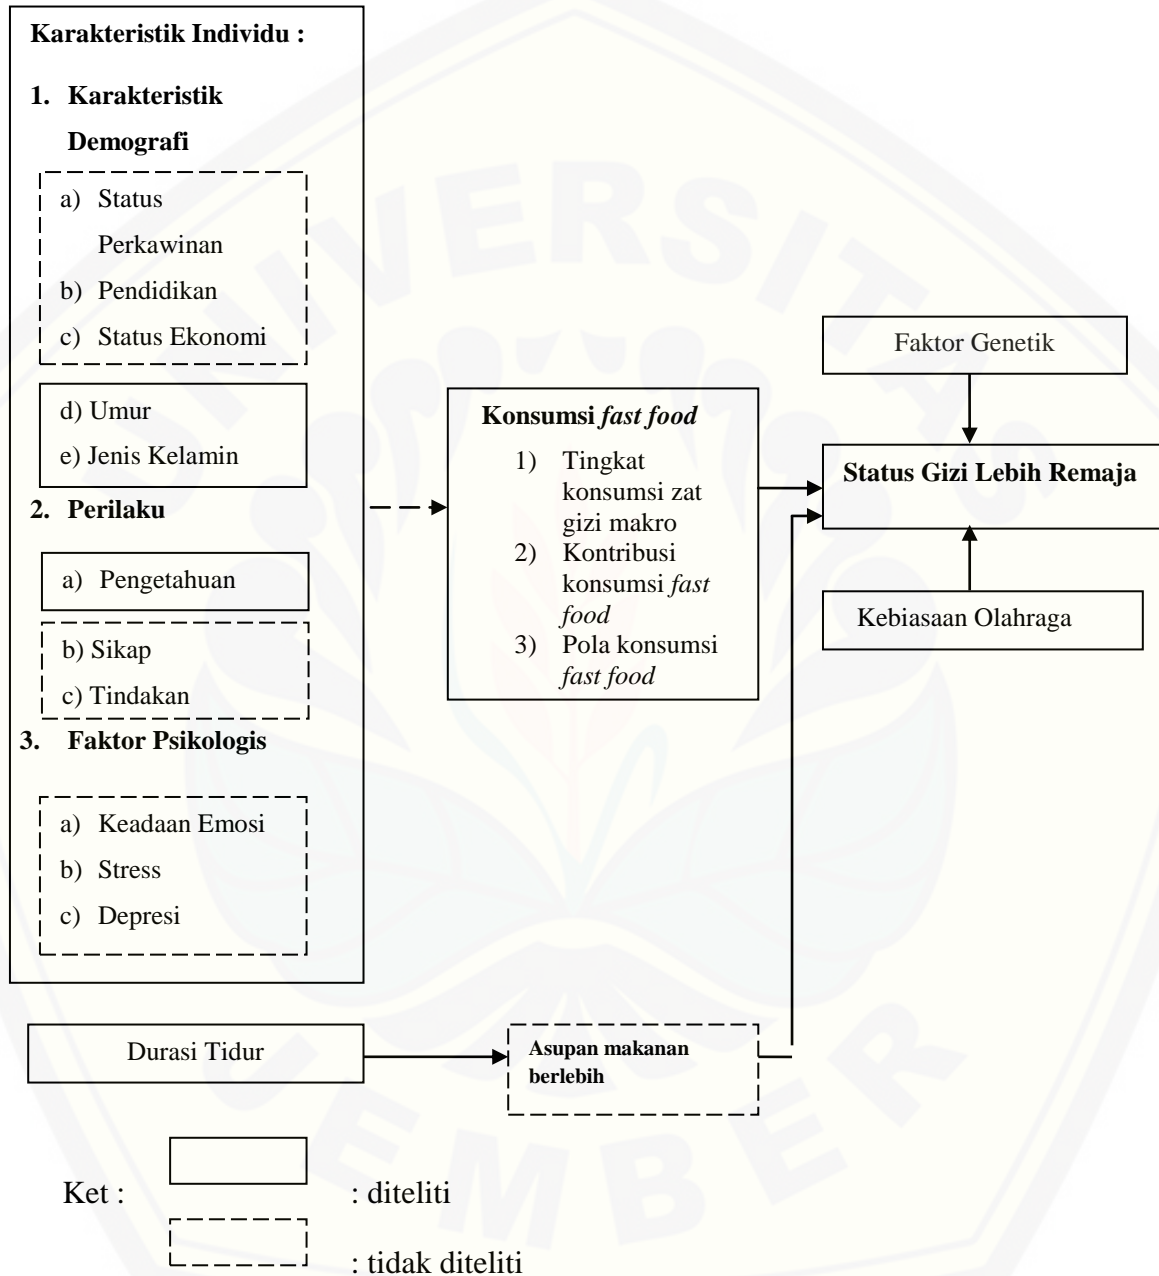 Karakteristik Individu :
1. Karakteristik
Demografi
a) Status
Perkawinan
b) Pendidikan
c) Status Ekonomi
d) Umur
e) Jenis Kelamin
2. Perilaku
a) Pengetahuan
b) Sikap
c) Tindakan
3. Faktor Psikologis
a) Keadaan Emosi
b) Stress
c) Depresi
Konsumsi fast food
1) Tingkat
konsumsi zat
gizi makro
2) Kontribusi
konsumsi fast
food
3) Pola konsumsi
fast food
Faktor Genetik
Status Gizi Lebih Remaja
Kebiasaan Olahraga
Durasi Tidur
Asupan makanan
berlebih
Ket :
: diteliti
: tidak diteliti
UNIVERSITAS
JEMBER